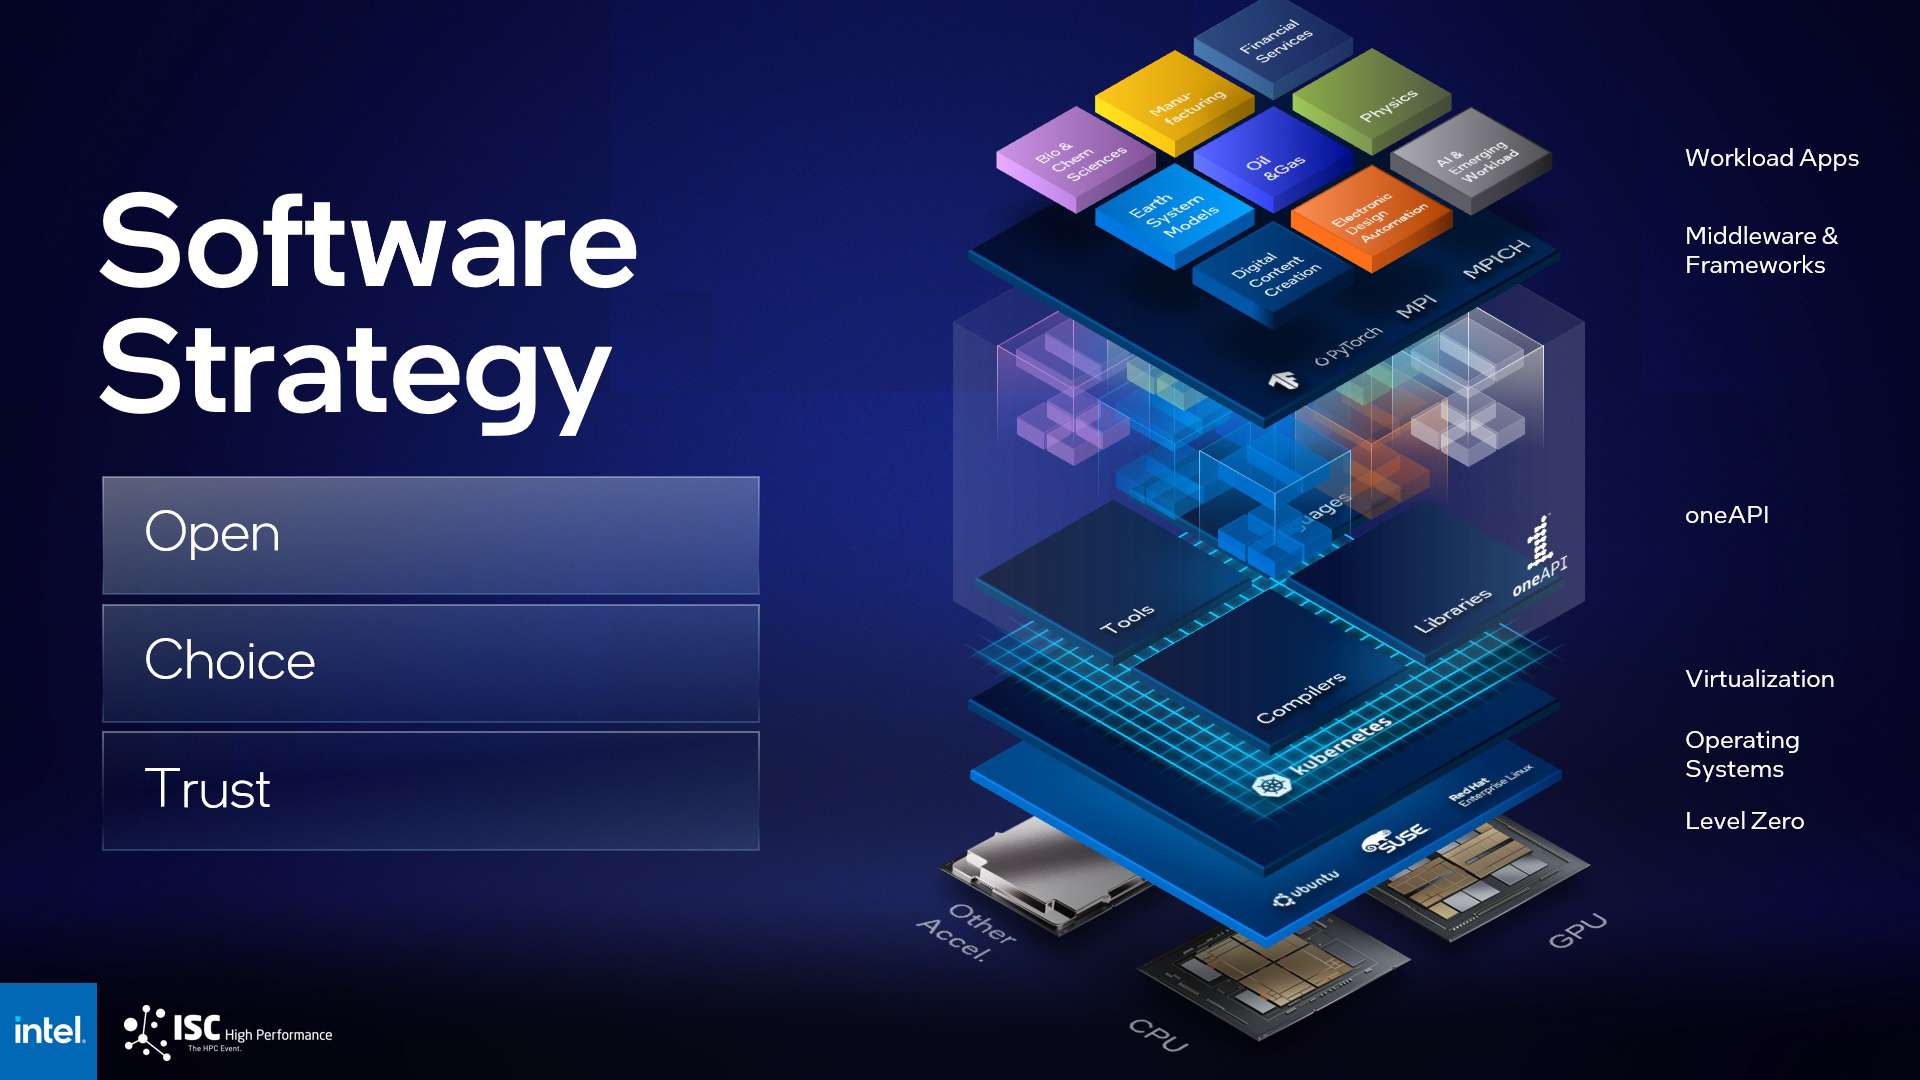 Software
Strategy
Open
Choice
Trust
Financial
Services
Manu-
facturing
Physics
Bio &
Chem
Sciences
Oil
&Gas
AI &
Emerging
Workload
Earth
System
Models
Electronic
Design
Automation
Digital
Content
Creation
MPICH
MPI
PyTorch
oneAPI
Tools
Libraries
Compilers
kubernetes
Red Hat
Enterprise Linux
SUSE
ubuntu
Other
Accel.
CPU
GPU
Workload Apps
Middleware &
Frameworks
oneAPI
Virtualization
Operating
Systems
Level Zero
intel.
ISC High Performance
The HPC Event.